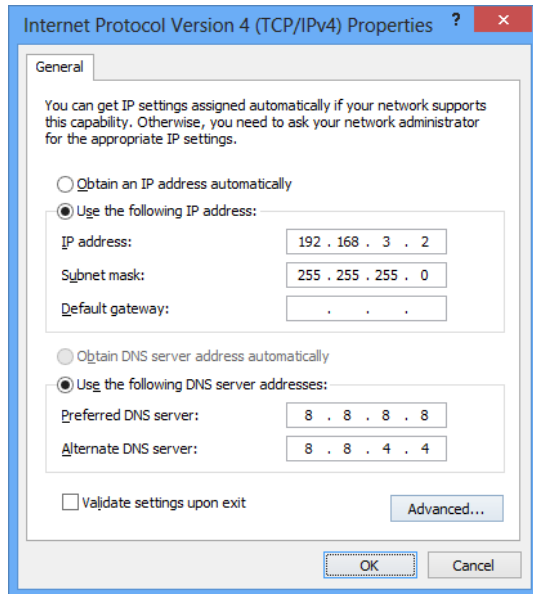 Internet Protocol Version 4 (TCP/IPv4) Properties ? ×
General
You can get IP settings assigned automatically if your network supports
this capability. Otherwise, you need to ask your network administrator
for the appropriate IP settings.
Obtain an IP address automatically
Use the following IP address:
IP address: 192 . 168 . 3 . 2
Subnet mask: 255 . 255 . 255 . 0
Default gateway: . . .
Obtain DNS server address automatically
Use the following DNS server addresses:
Preferred DNS server: 8 . 8 . 8 . 8
Alternate DNS server: 8 . 8 . 4 . 4
Validate settings upon exit
Advanced...
OK Cancel